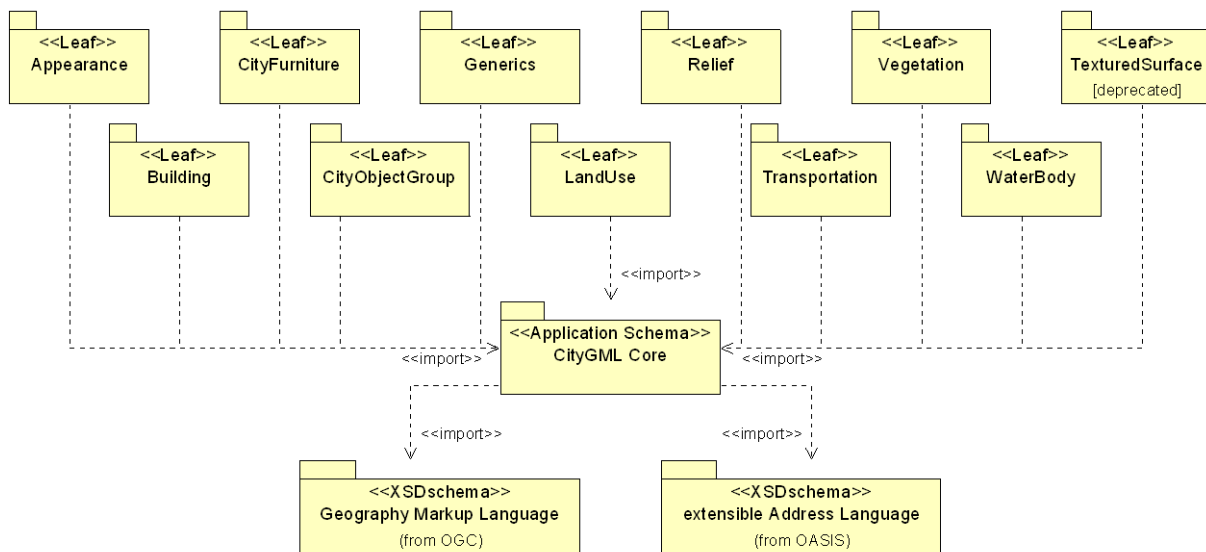 <<Leaf>>
Appearance
<<Leaf>>
CityFurniture
<<Leaf>>
Generics
<<Leaf>>
Relief
<<Leaf>>
Vegetation
<<Leaf>>
TexturedSurface
[deprecated]
<<Leaf>>
Building
<<Leaf>>
CityObjectGroup
<<Leaf>>
LandUse
<<Leaf>>
Transportation
<<Leaf>>
WaterBody
<<import>>
<<Application Schema>>
CityGML Core
<<import>>
<<import>>
<<import>>
<<import>>
<<XSDschema>>
Geography Markup Language
(from OGC)
<<XSDschema>>
extensible Address Language
(from OASIS)